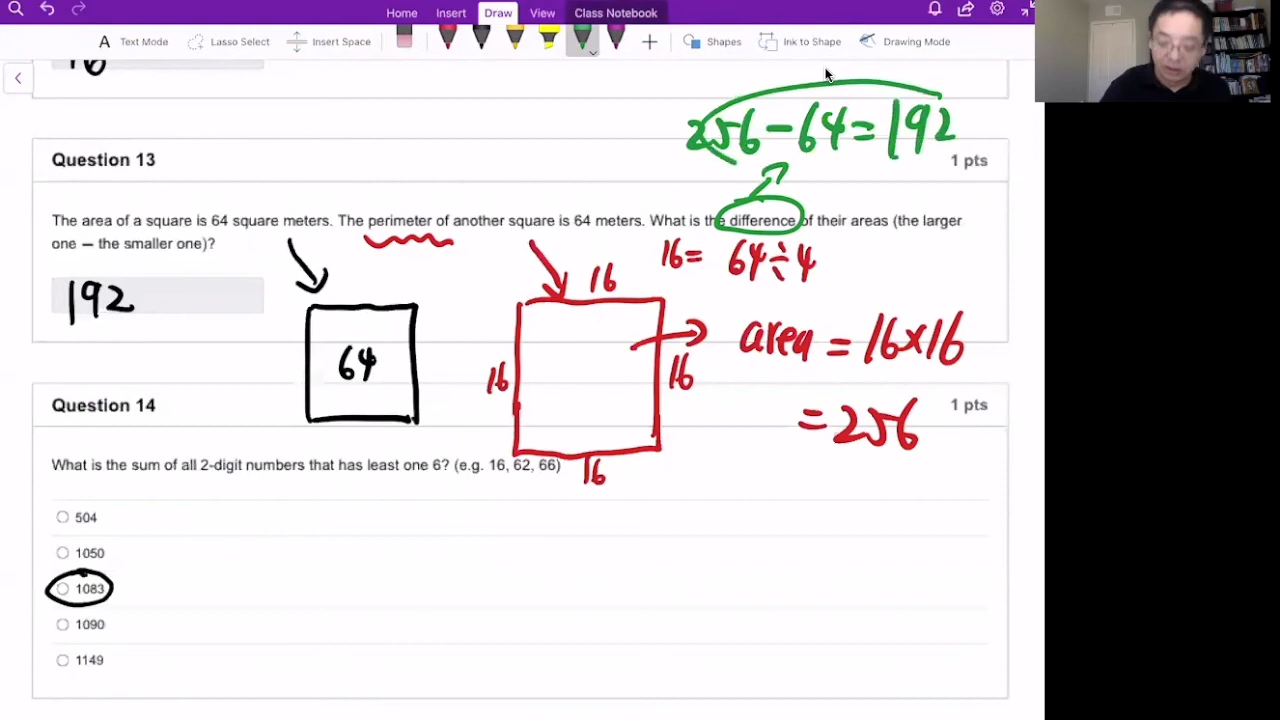 Home Insert Draw View Class Notebook
Text Mode Lasso Select Insert Space Shapes Ink to Shape Drawing Mode
16
256-64=192
Question 13 1 pts
The area of a square is 64 square meters. The perimeter of another square is 64 meters. What is the difference of their areas (the larger
one — the smaller one)?
16= 64÷4
16
192
64
16
16
area = 16×16
= 256
16
Question 14 1 pts
What is the sum of all 2-digit numbers that has least one 6? (e.g. 16, 62, 66)
504
1050
1083
1090
1149